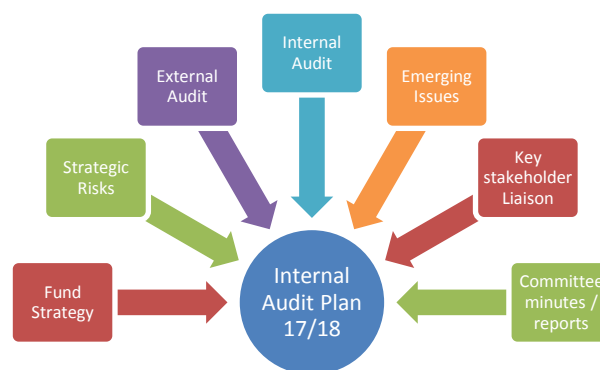 Internal
Audit
External
Audit
Emerging
Issues
Strategic
Risks
Key
stakeholder
Liaison
Fund
Strategy
Internal
Audit Plan
17/18
Committee
minutes /
reports